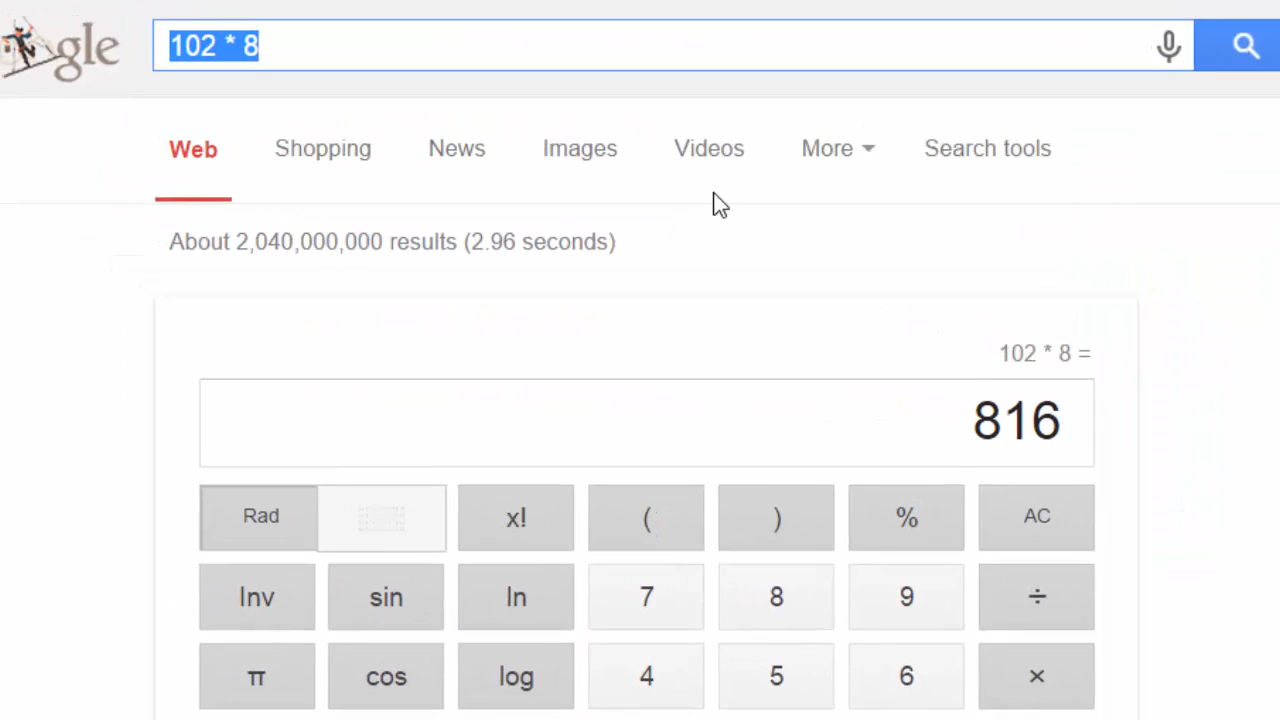 gle
102 * 8
Web Shopping News Images Videos More Search tools
About 2,040,000,000 results (2.96 seconds)
102 * 8 =
816
Rad x! ( ) % AC
Inv sin ln 7 8 9 ÷
π cos log 4 5 6 ×